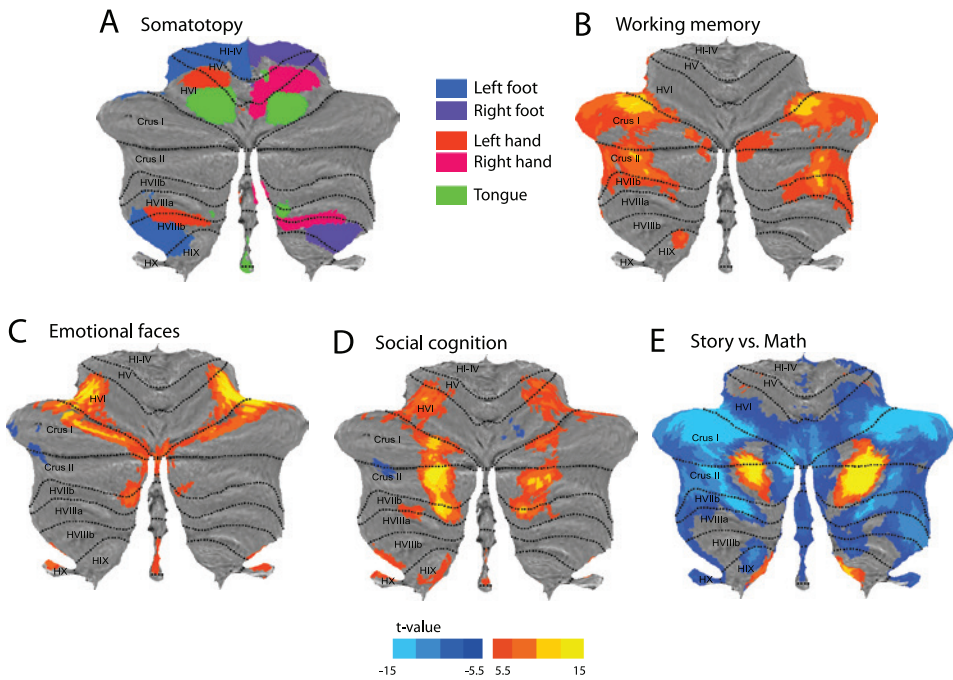 A Somatotopy
HI-IV
HV
HVI
Crus I
Crus II
HVIIb
HVIIIa
HVIIIb
HIX
HX
Left foot
Right foot
Left hand
Right hand
Tongue
B Working memory
HI-IV
HV
HVI
Crus I
Crus II
HVIIb
HVIIIa
HVIIIb
HIX
HX
C Emotional faces
HI-IV
HV
HVI
Crus I
Crus II
HVIIb
HVIIIa
HVIIIb
HIX
HX
D Social cognition
HI-IV
HV
HVI
Crus I
Crus II
HVIIb
HVIIIa
HVIIIb
HIX
HX
E Story vs. Math
HI-IV
HV
HVI
Crus I
Crus II
HVIIb
HVIIIa
HVIIIb
HIX
HX
t-value
-15 -5.5 5.5 15